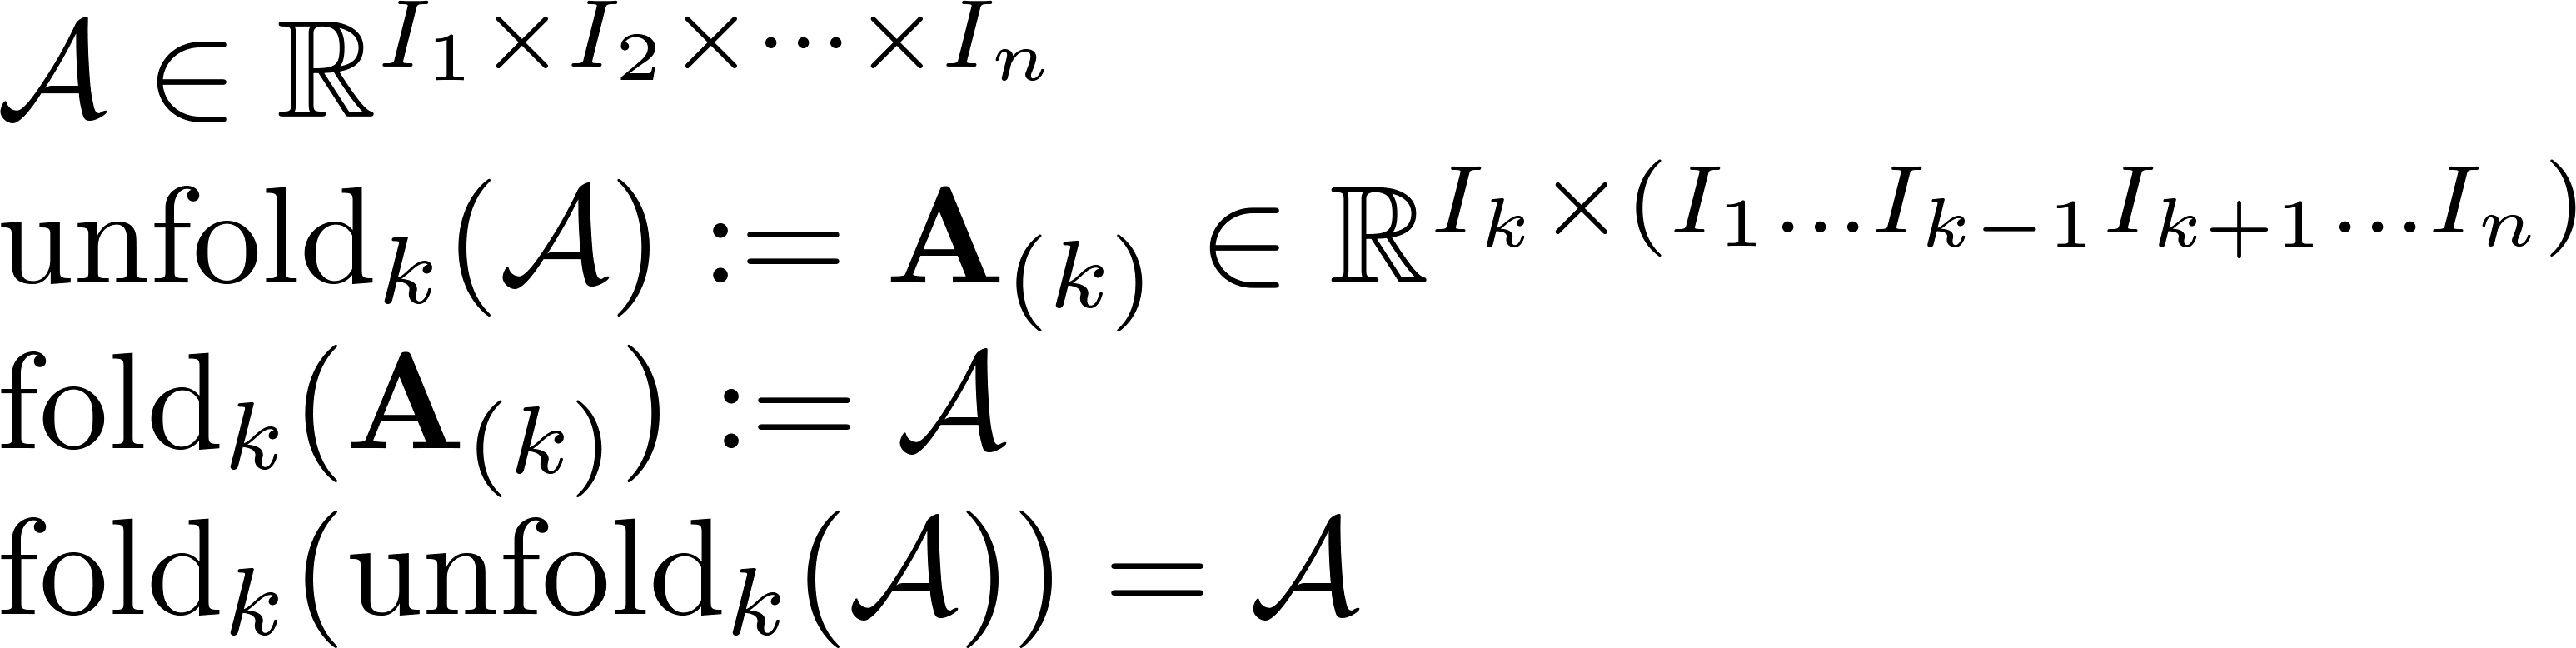 𝒜 ∈ ℝ^{I_1×I_2×⋯×I_n}
unfold_k(𝒜) := 𝐀_{(k)} ∈ ℝ^{I_k×(I_1…I_{k−1}I_{k+1}…I_n)}
fold_k(𝐀_{(k)}) := 𝒜
fold_k(unfold_k(𝒜)) = 𝒜